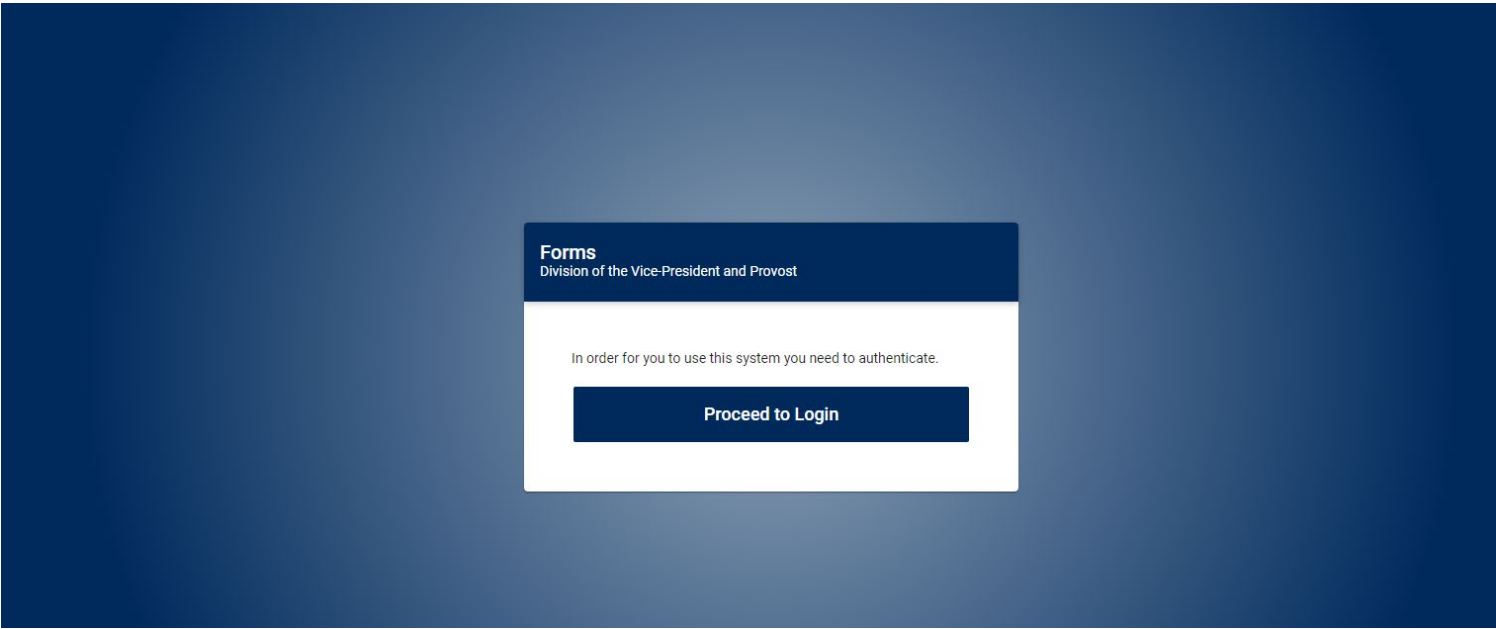 Forms
Division of the Vice-President and Provost
In order for you to use this system you need to authenticate.
Proceed to Login